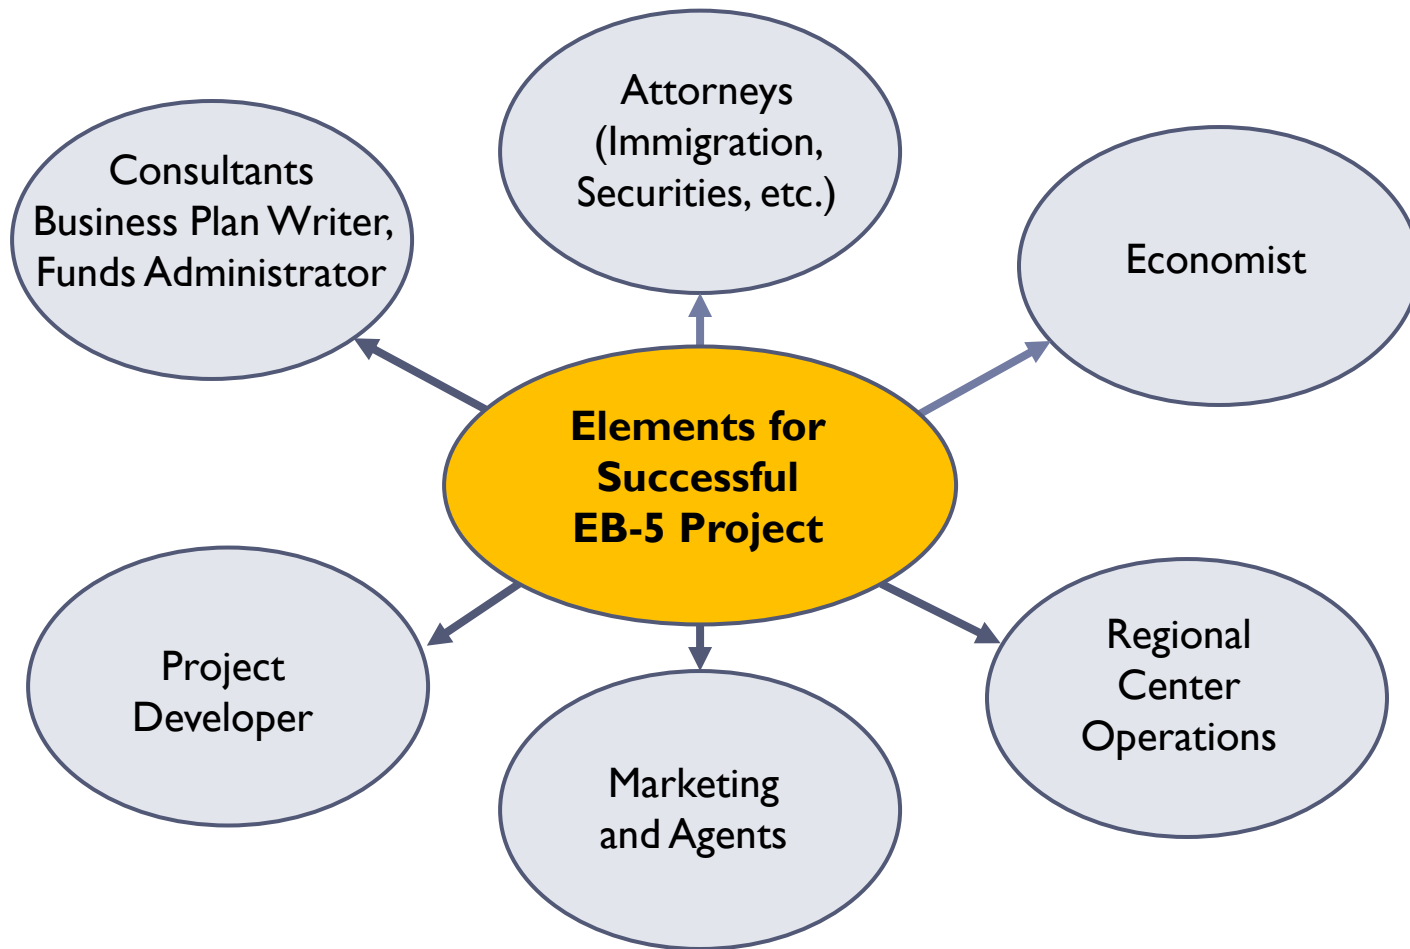 Attorneys
(Immigration,
Securities, etc.)
Consultants
Business Plan Writer,
Funds Administrator
Economist
Elements for
Successful
EB-5 Project
Project
Developer
Regional
Center
Operations
Marketing
and Agents